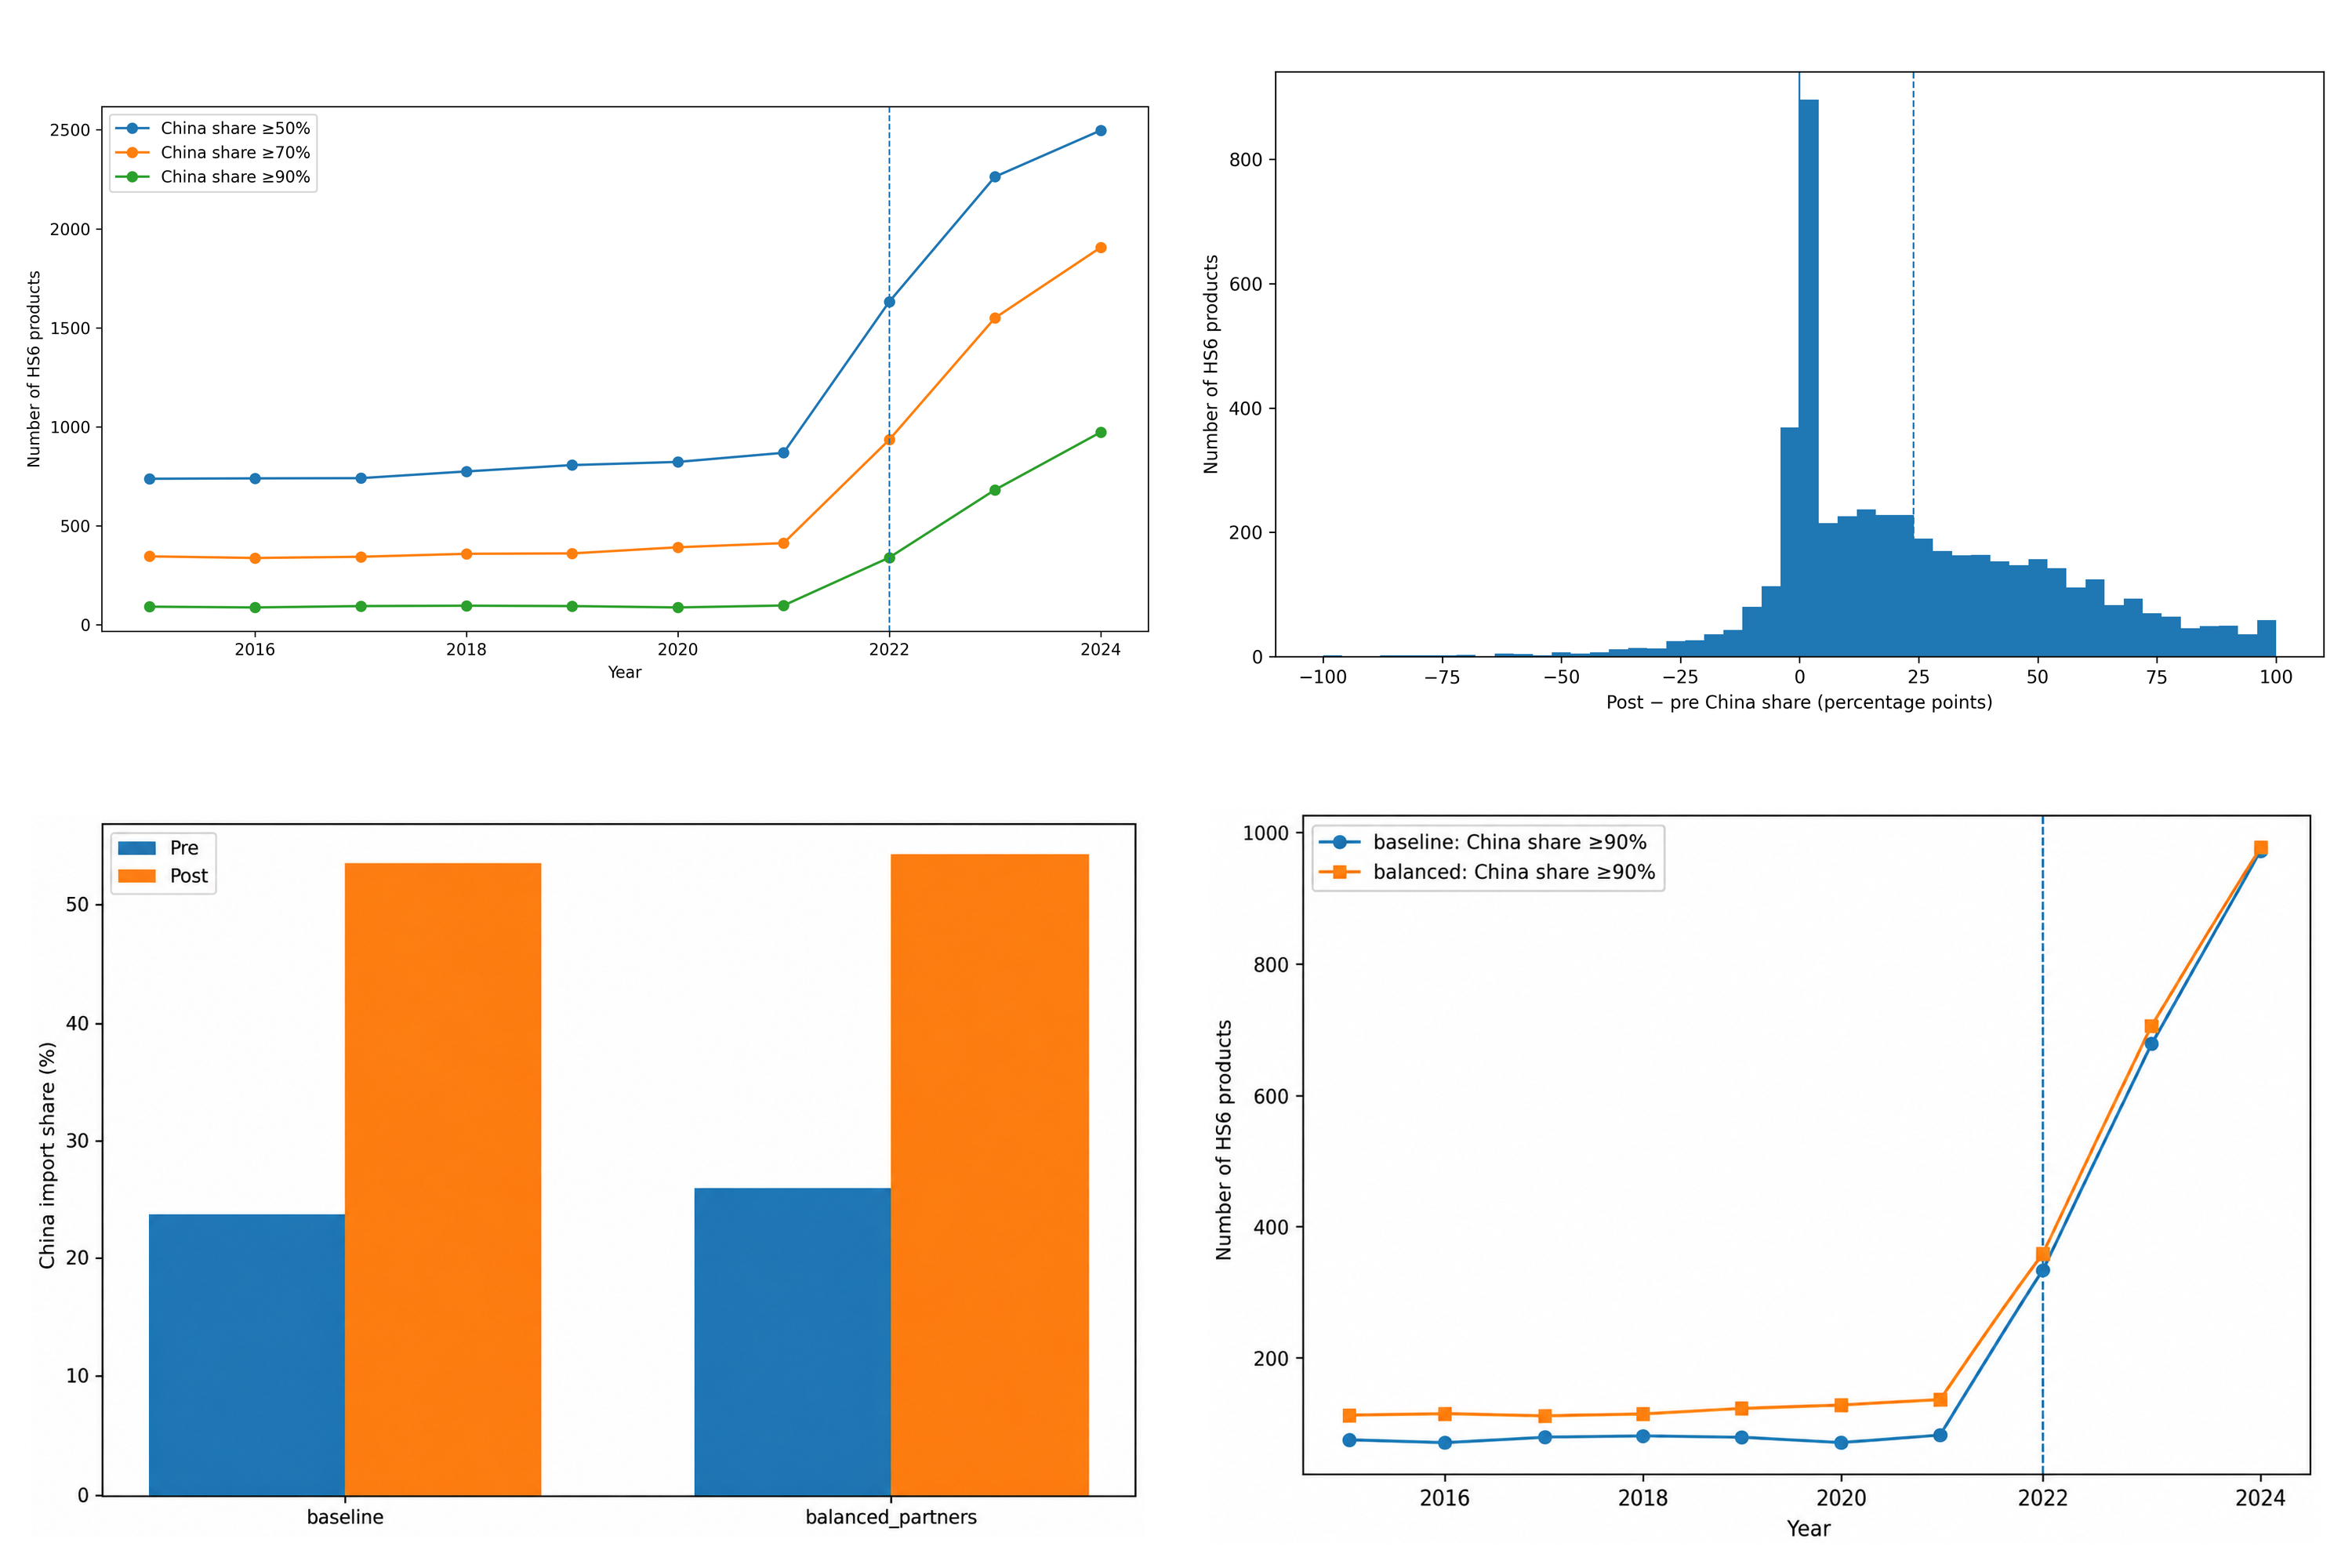 China share ≥50%
China share ≥70%
China share ≥90%
2500
2000
1500
1000
500
0
Number of HS6 products
2016
2018
2020
2022
2024
Year
800
600
400
200
0
Number of HS6 products
−100
−75
−50
−25
0
25
50
75
100
Post − pre China share (percentage points)
Pre
Post
50
40
30
20
10
0
China import share (%)
baseline
balanced_partners
baseline: China share ≥90%
balanced: China share ≥90%
1000
800
600
400
200
Number of HS6 products
2016
2018
2020
2022
2024
Year